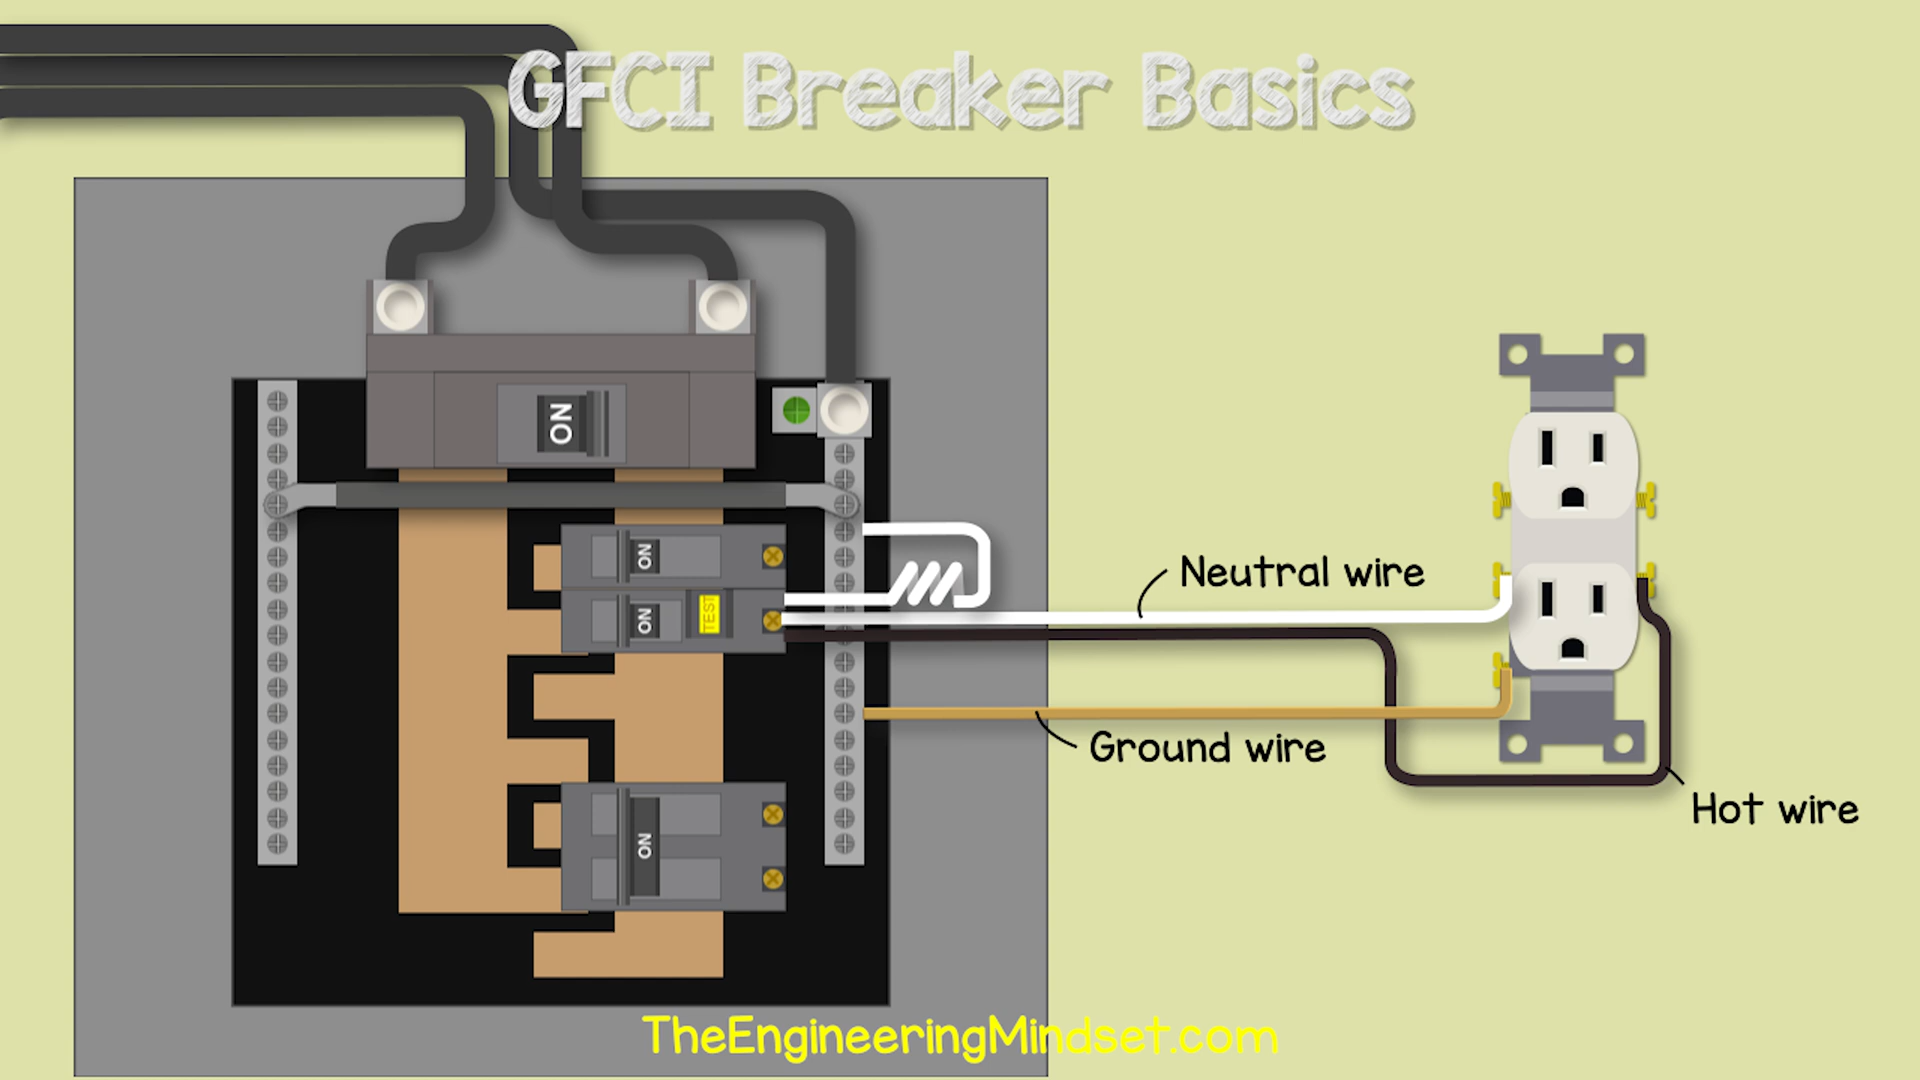 GFCI Breaker Basics
ON
ON
Neutral wire
ON
TEST
Ground wire
Hot wire
ON
TheEngineeringMindset.com